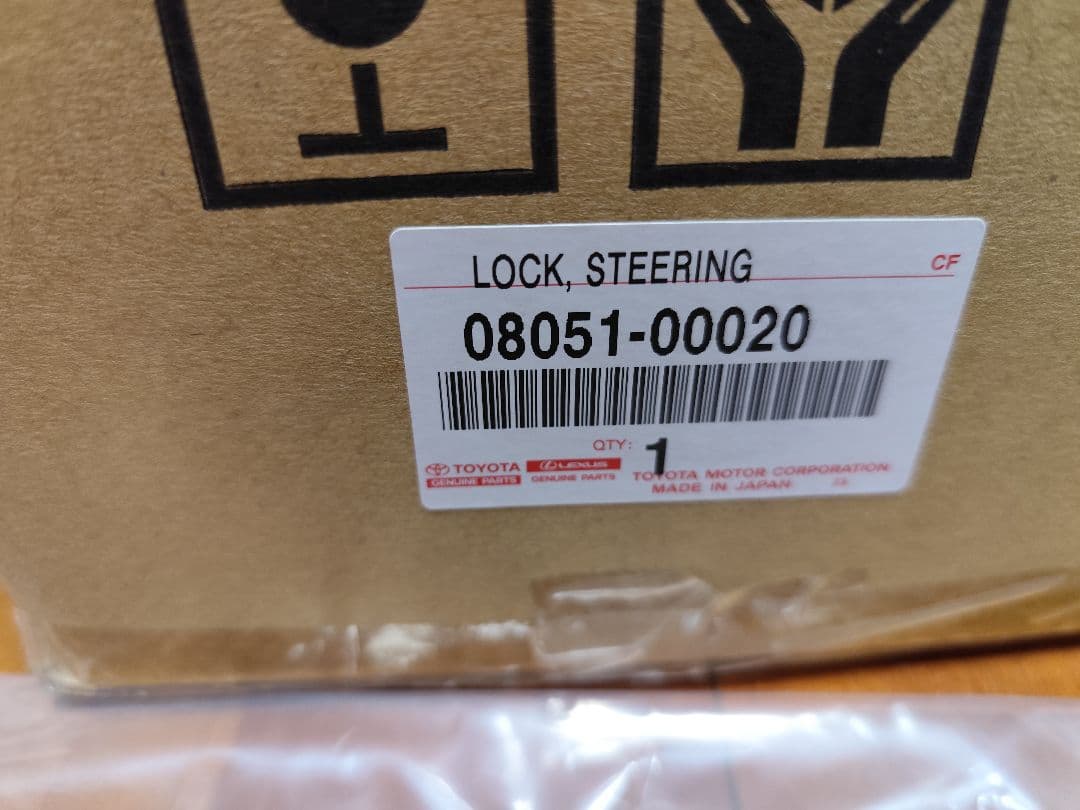 LOCK, STEERING
CF
08051-00020
QTY: 1
TOYOTA
GENUINE PARTS
LEXUS
GENUINE PARTS
TOYOTA MOTOR CORPORATION
MADE IN JAPAN